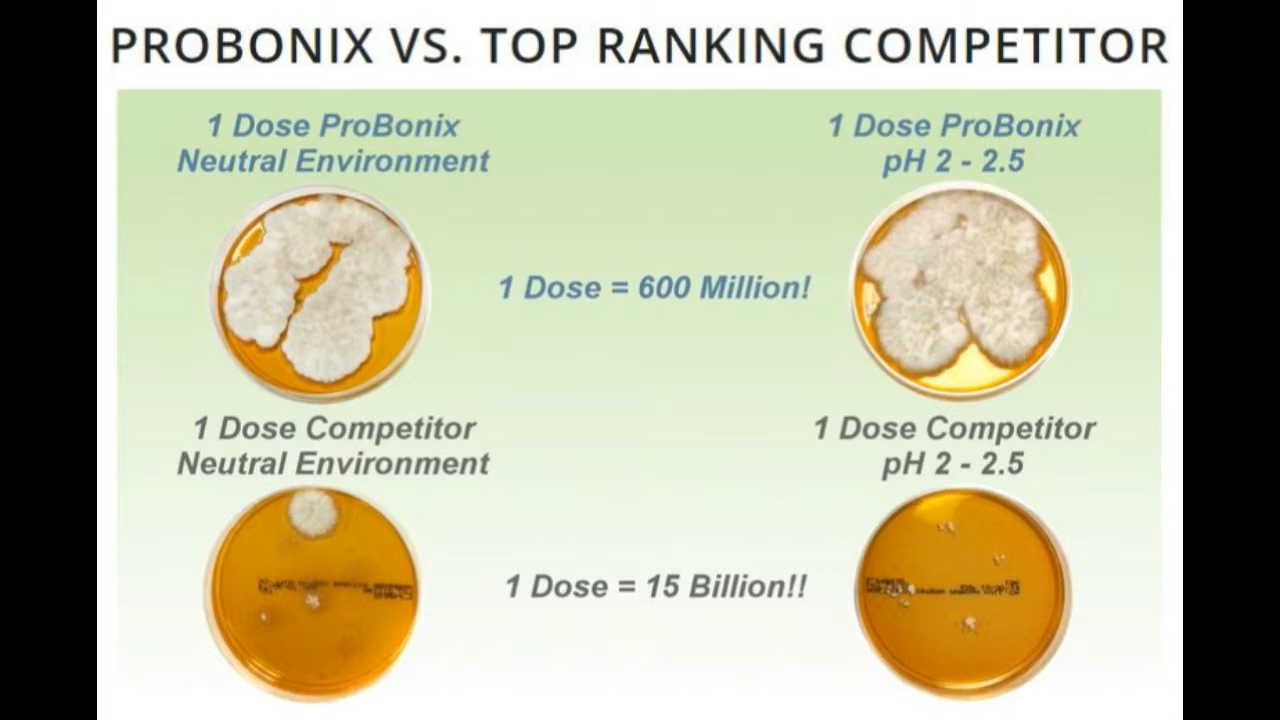 PROBONIX VS. TOP RANKING COMPETITOR
1 Dose ProBonix
Neutral Environment
1 Dose ProBonix
pH 2 - 2.5
1 Dose = 600 Million!
1 Dose Competitor
Neutral Environment
1 Dose Competitor
pH 2 - 2.5
1 Dose = 15 Billion!!